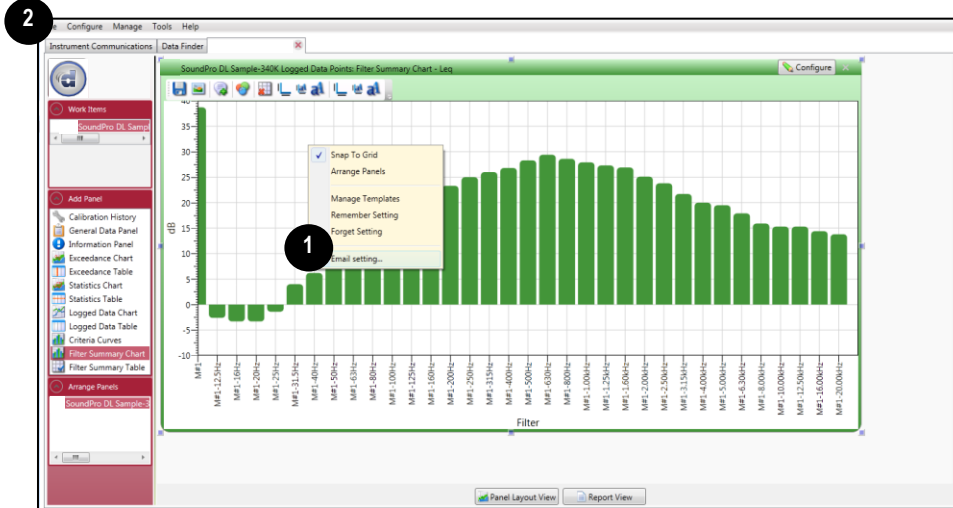 2
e Configure Manage Tools Help
Instrument Communications Data Finder
SoundPro DL Sample-340K Logged Data Points: Filter Summary Chart - Leq
Configure
Work Items
SoundPro DL Sampl
Add Panel
Calibration History
General Data Panel
Information Panel
Exceedance Chart
Exceedance Table
Statistics Chart
Statistics Table
Logged Data Chart
Logged Data Table
Criteria Curves
Filter Summary Chart
Filter Summary Table
Arrange Panels
SoundPro DL Sample-3
Snap To Grid
Arrange Panels
Manage Templates
Remember Setting
Forget Setting
1
Email setting...
dB
40
35
30
25
20
15
10
5
0
-5
-10
M#1
M#1-12.5Hz
M#1-16Hz
M#1-20Hz
M#1-25Hz
M#1-31.5Hz
M#1-40Hz
M#1-50Hz
M#1-63Hz
M#1-80Hz
M#1-100Hz
M#1-125Hz
M#1-160Hz
M#1-200Hz
M#1-250Hz
M#1-315Hz
M#1-400Hz
M#1-500Hz
M#1-630Hz
M#1-800Hz
M#1-1.00kHz
M#1-1.25kHz
M#1-1.60kHz
M#1-2.00kHz
M#1-2.50kHz
M#1-3.15kHz
M#1-4.00kHz
M#1-5.00kHz
M#1-6.30kHz
M#1-8.00kHz
M#1-10.00kHz
M#1-12.50kHz
M#1-16.00kHz
M#1-20.00kHz
Filter
Panel Layout View
Report View